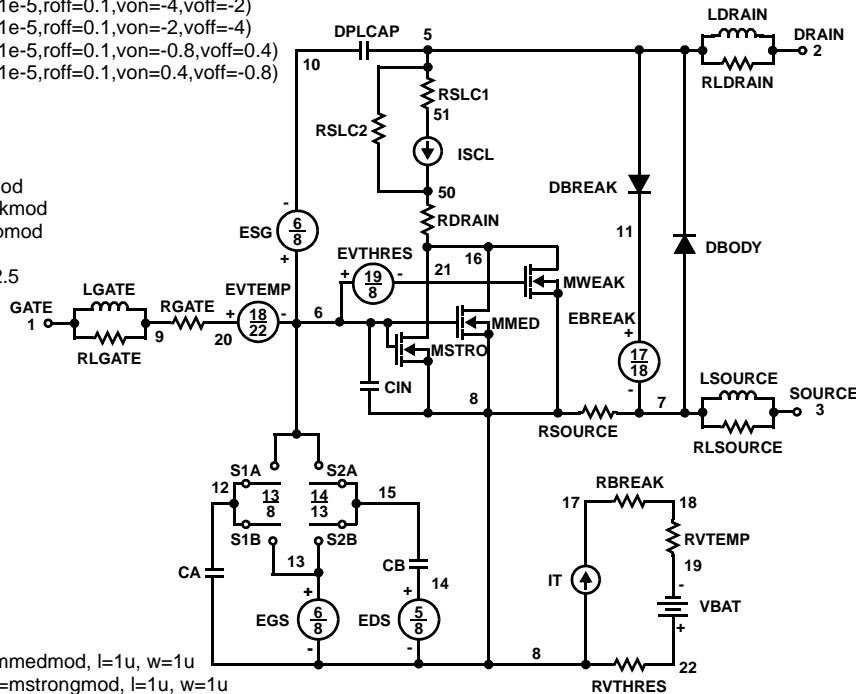 1e-5,roff=0.1,von=-4,voff=-2)
1e-5,roff=0.1,von=-2,voff=-4)
1e-5,roff=0.1,von=-0.8,voff=0.4)
1e-5,roff=0.1,von=0.4,voff=-0.8)
LDRAIN
DPLCAP
5
DRAIN
2
10
RLDRAIN
RSLC1
51
RSLC2
ISCL
od
kmod
omod
2.5
50
DBREAK
RDRAIN
ESG
6
8
-
+
11
DBODY
EVTHRES
+
19
8
-
21
16
MWEAK
LGATE
GATE
1
RLGATE
9
RGATE
20
EVTEMP
+
18
22
-
6
MMED
MSTRO
EBREAK
+
17
18
-
CIN
8
7
LSOURCE
SOURCE
3
RSOURCE
RLSOURCE
S1A
S2A
12
13
8
14
13
15
S1B
S2B
13
CA
CB
14
+
EGS
6
8
-
+
EDS
5
8
-
RBREAK
17
18
RVTEMP
19
-
IT
VBAT
+
8
22
RVTHRES
mmedmod, l=1u, w=1u
=mstrongmod, l=1u, w=1u